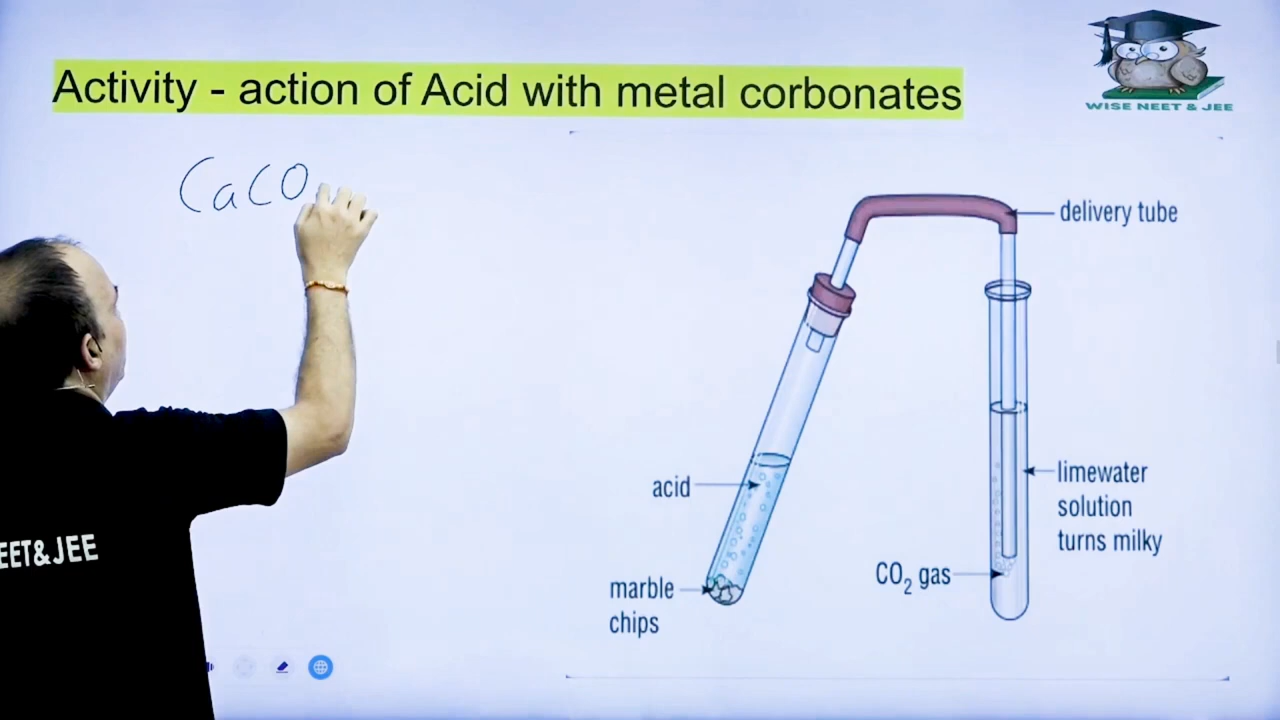 Activity - action of Acid with metal corbonates
WISE NEET & JEE
CaCO
delivery tube
acid
limewater
solution
turns milky
CO₂ gas
marble
chips
EET&JEE